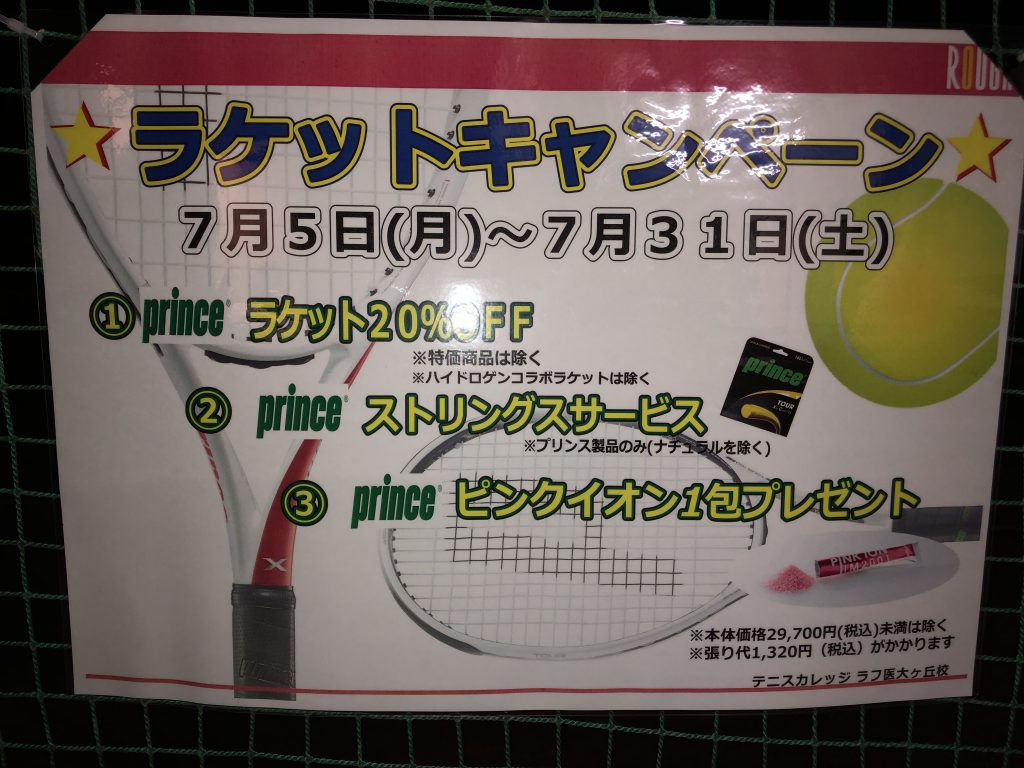 ROUGH
ラケットキャンペーン
7月5日(月)～7月31日(土)
① prince ラケット20%OFF
※特価商品は除く
※ハイドロゲンコラボラケットは除く
② prince ストリングスサービス
※プリンス製品のみ(ナチュラルを除く)
prince
TOUR
③ prince ピンクイオン1包プレゼント
PINK ION
X
※本体価格29,700円(税込)未満は除く
※張り代1,320円（税込）がかかります
テニスカレッジ ラフ医大ヶ丘校